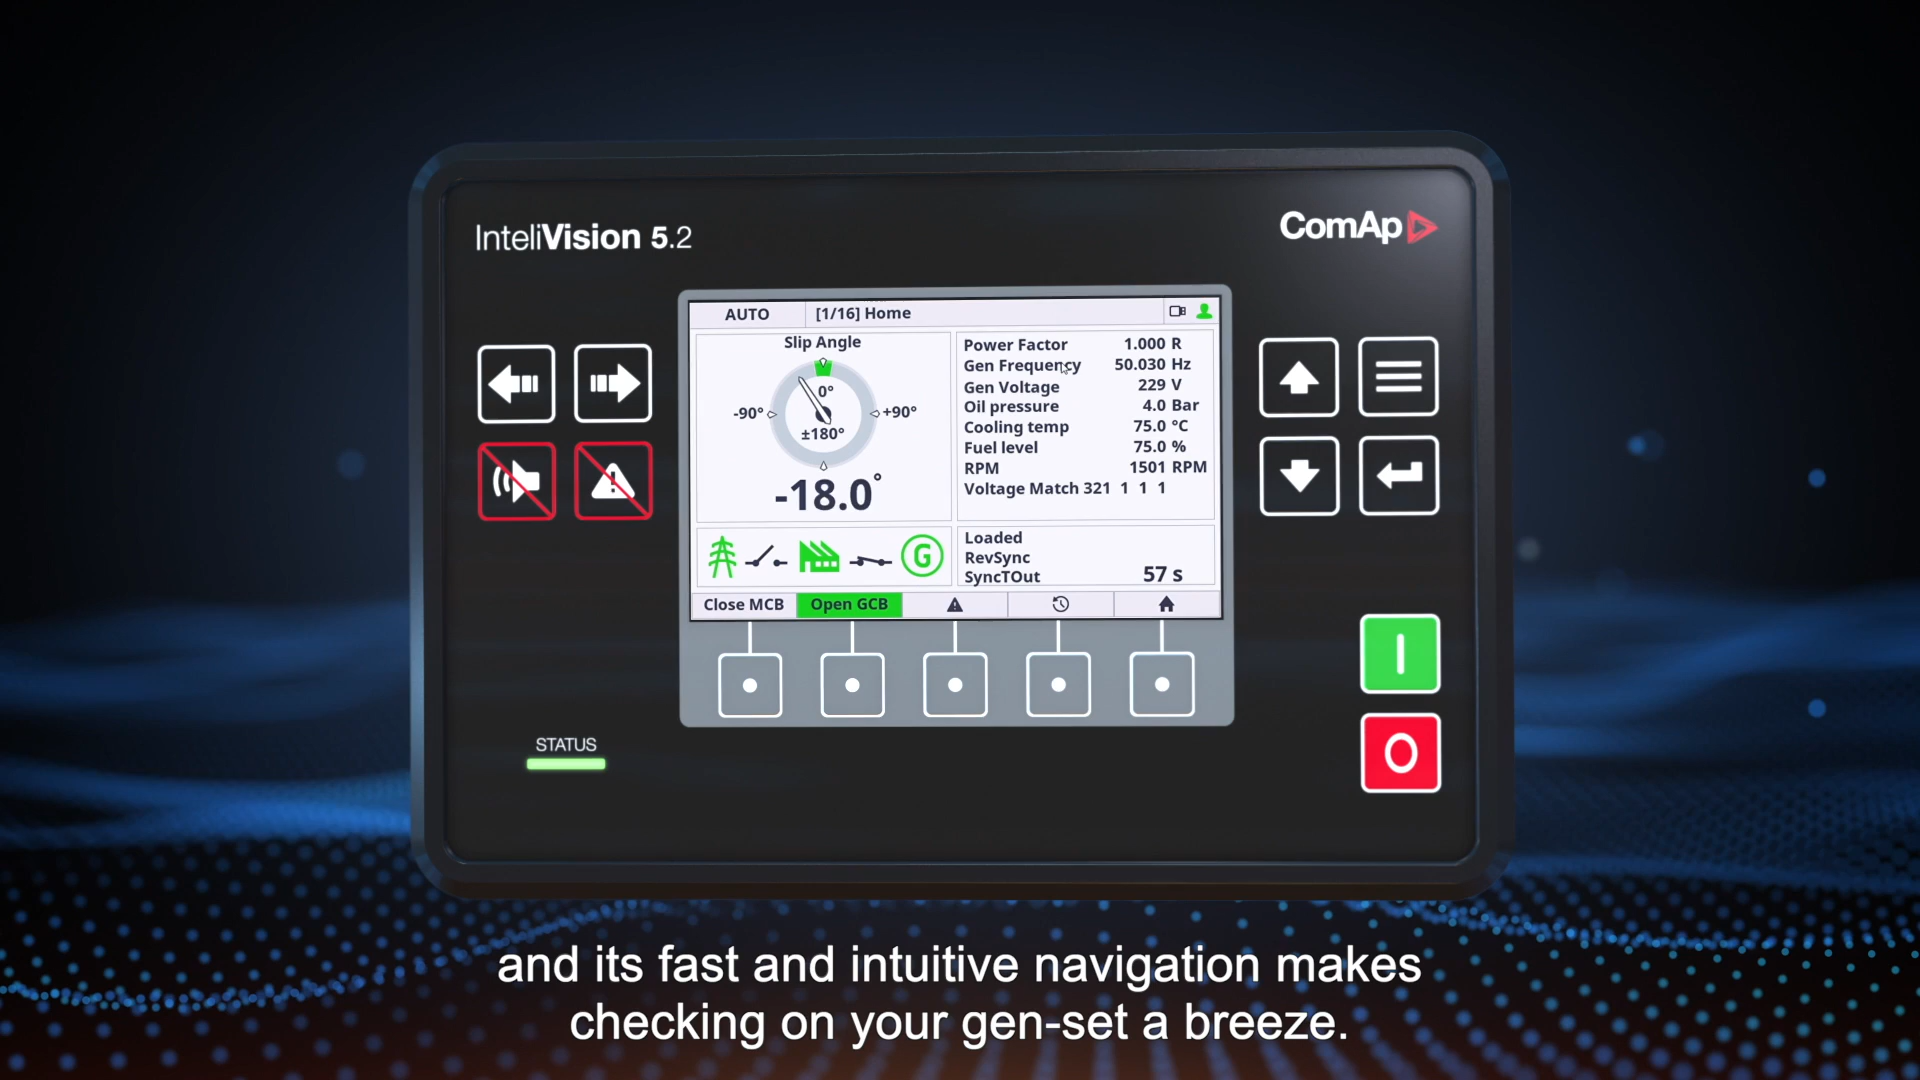 InteliVision 5.2
ComAp
AUTO
[1/16] Home
Slip Angle
0°
-90°
+90°
±180°
-18.0°
Power Factor 1.000 R
Gen Frequency 50.030 Hz
Gen Voltage 229 V
Oil pressure 4.0 Bar
Cooling temp 75.0 °C
Fuel level 75.0 %
RPM 1501 RPM
Voltage Match 321 1 1 1
G
Loaded
RevSync
SyncTOut 57 s
Close MCB
Open GCB
STATUS
I
O
and its fast and intuitive navigation makes
checking on your gen-set a breeze.